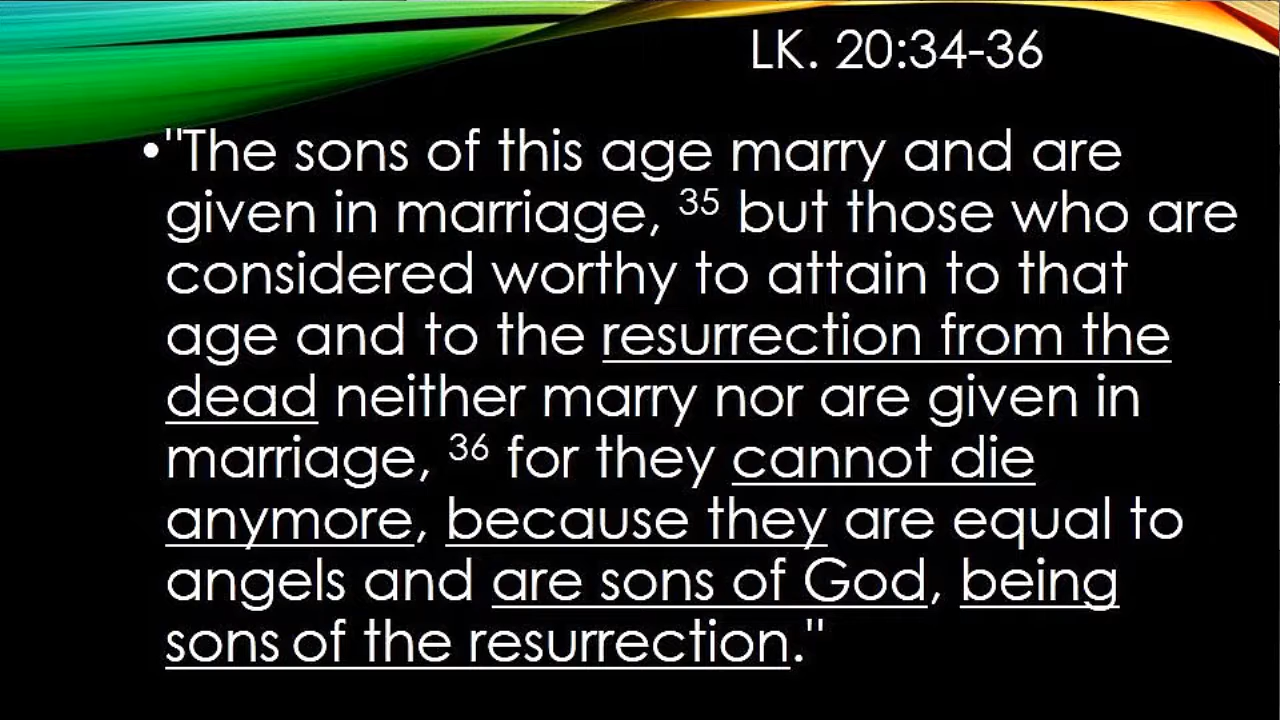 LK. 20:34-36
•"The sons of this age marry and are
given in marriage, 35 but those who are
considered worthy to attain to that
age and to the resurrection from the
dead neither marry nor are given in
marriage, 36 for they cannot die
anymore, because they are equal to
angels and are sons of God, being
sons of the resurrection."